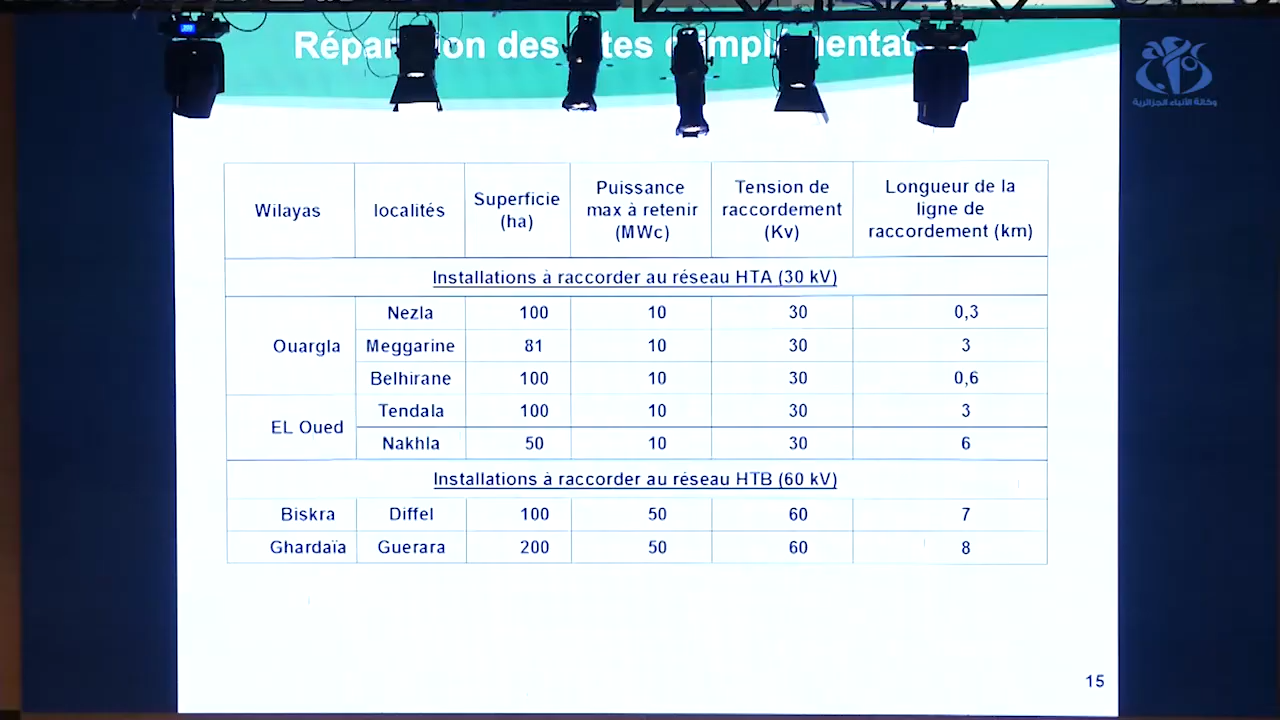 des
وكالة الأنباء الجزائرية
Wilayas localités Superficie (ha) Puissance max à retenir (MWc) Tension de raccordement (Kv) Longueur de la ligne de raccordement (km)
Installations à raccorder au réseau HTA (30 kV)
Ouargla Nezla 100 10 30 0,3
Meggarine 81 10 30 3
Belhirane 100 10 30 0,6
EL Oued Tendala 100 10 30 3
Nakhla 50 10 30 6
Installations à raccorder au réseau HTB (60 kV)
Biskra Diffel 100 50 60 7
Ghardaïa Guerara 200 50 60 8
15